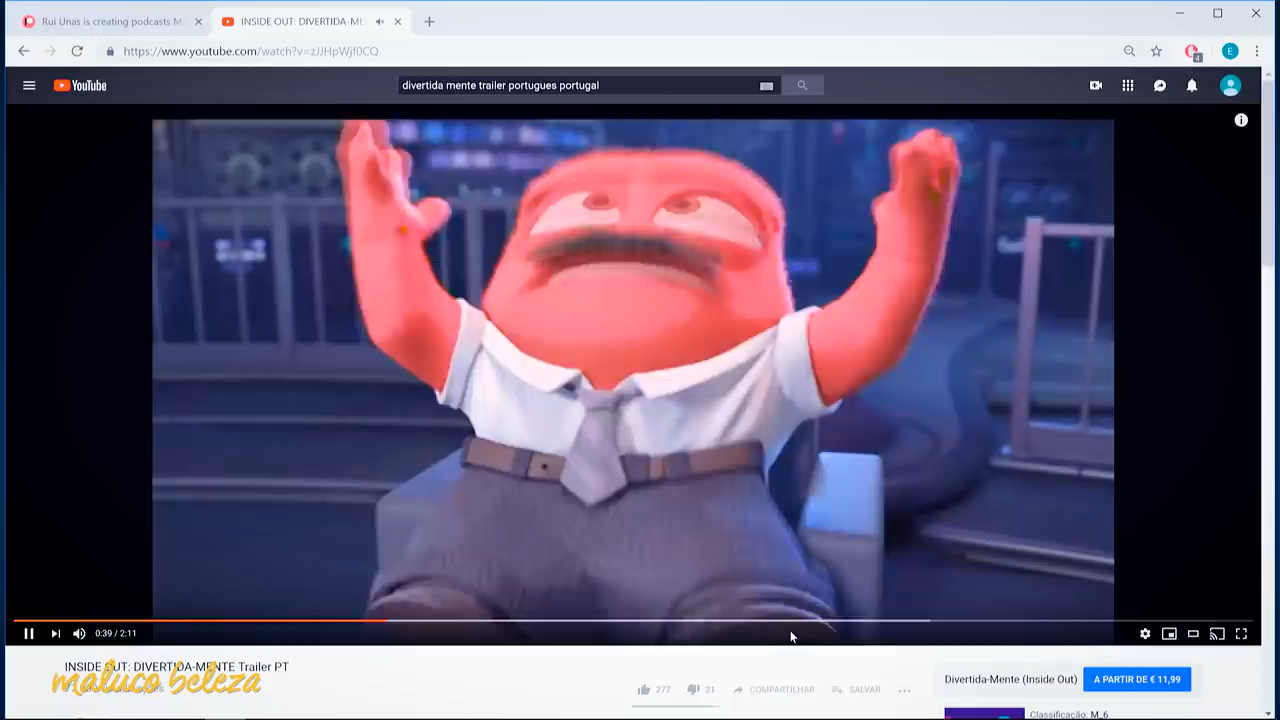 Rui Unas is creating podcasts M
INSIDE OUT: DIVERTIDA-ME
https://www.youtube.com/watch?v=zJJHpWjf0CQ
4
E
YouTube
divertida mente trailer portugues portugal
0:39 / 2:11
INSIDE OUT: DIVERTIDA-MENTE Trailer PT
maluco beleza
277
21
COMPARTILHAR
SALVAR
Divertida-Mente (Inside Out)
A PARTIR DE € 11,99
Classificação: M_6